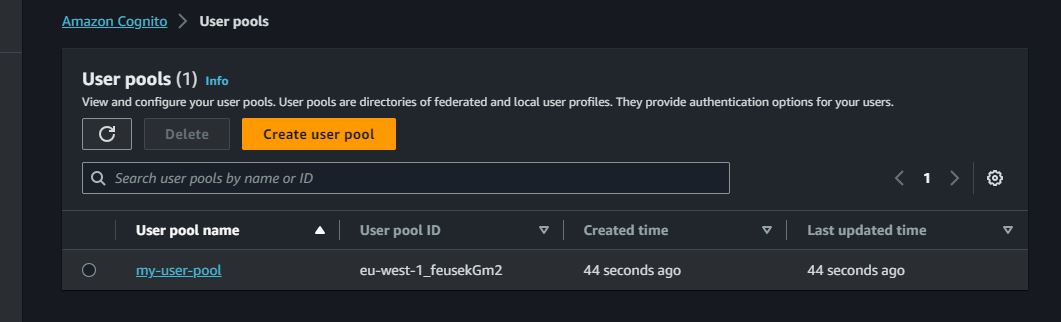 Amazon Cognito > User pools
User pools (1) Info
View and configure your user pools. User pools are directories of federated and local user profiles. They provide authentication options for your users.
Delete Create user pool
Search user pools by name or ID 1
User pool name User pool ID Created time Last updated time
my-user-pool eu-west-1_feusekGm2 44 seconds ago 44 seconds ago